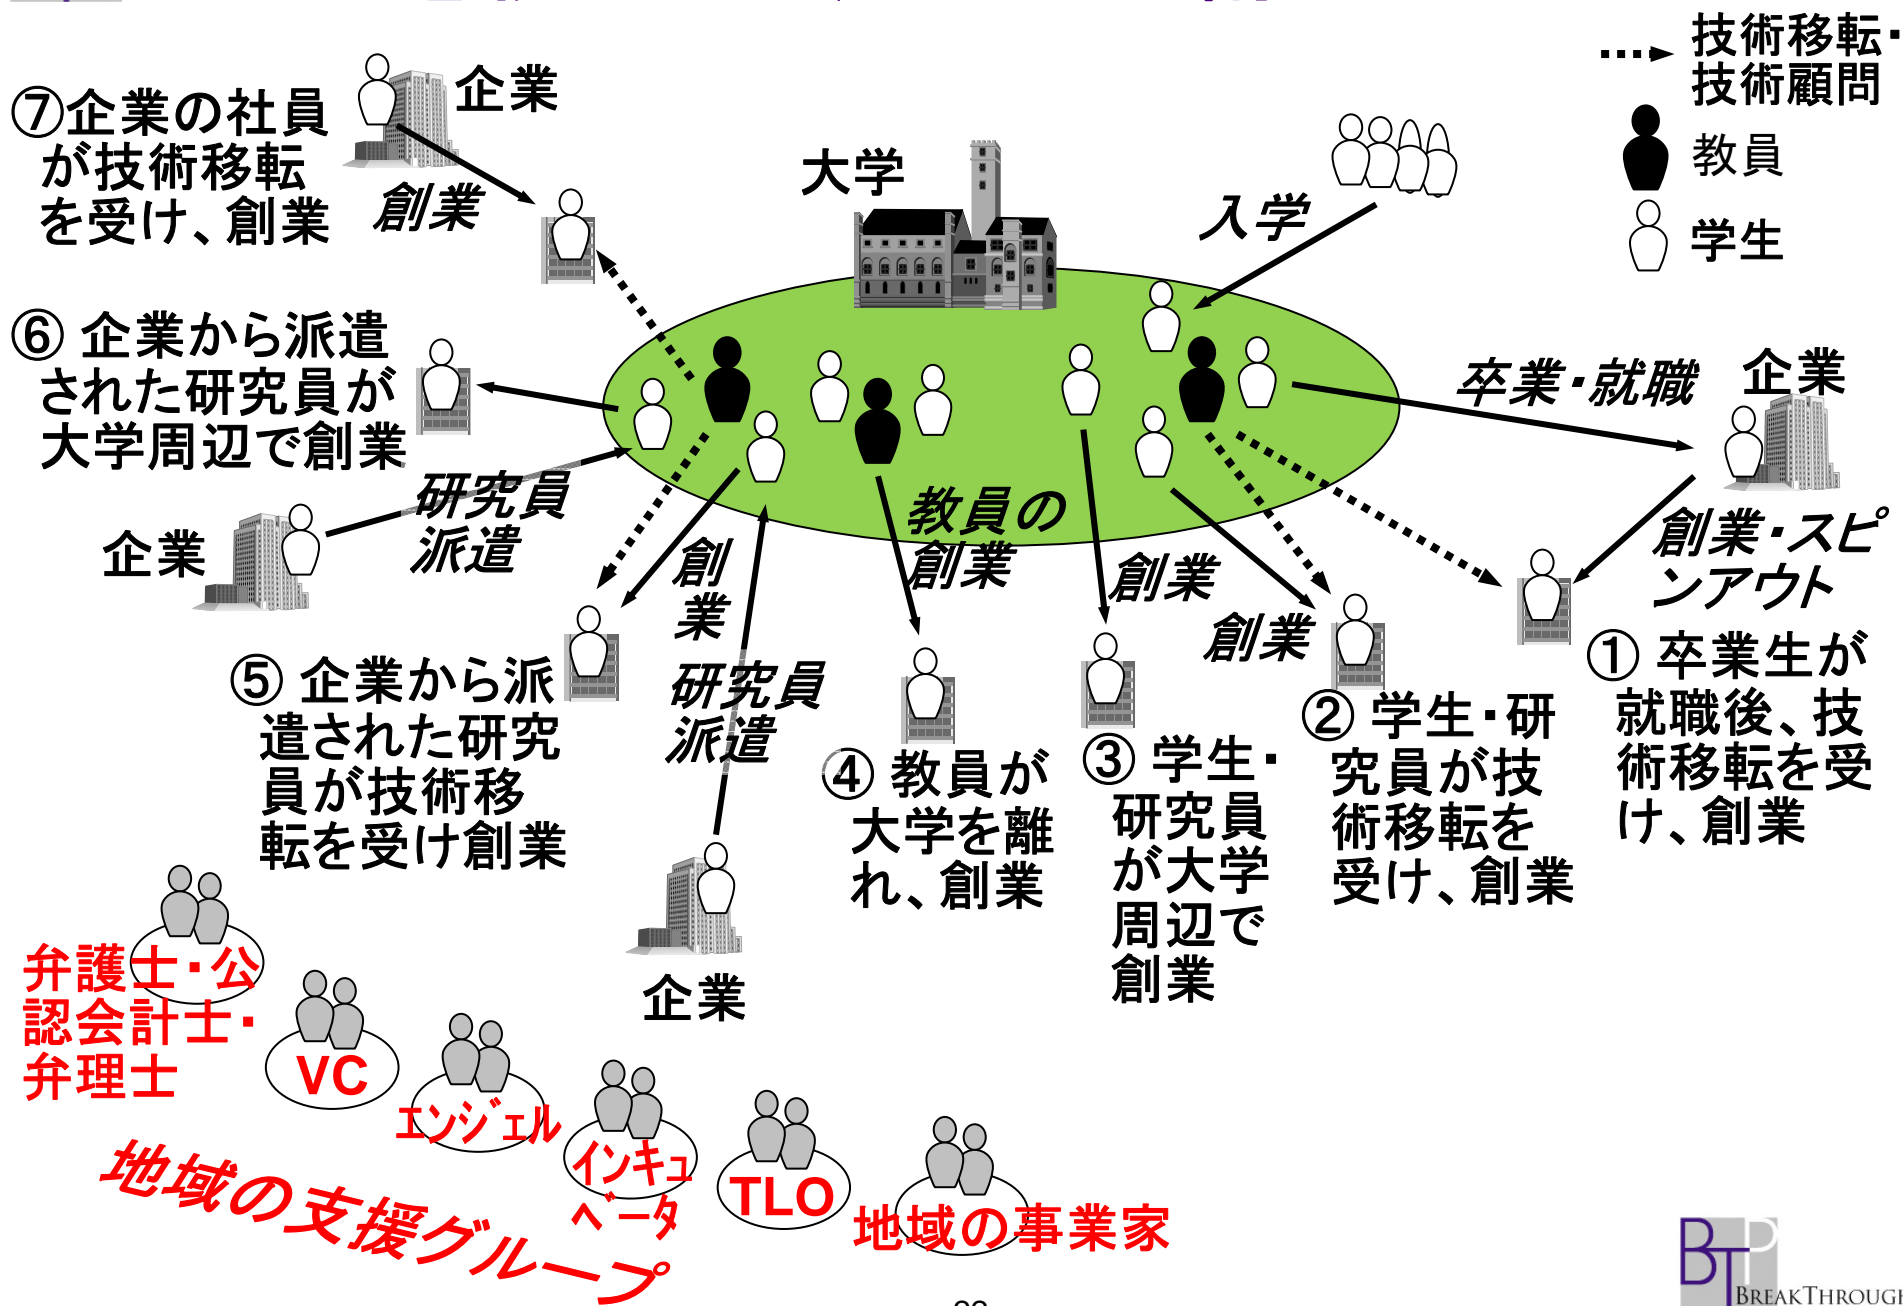 技術移転・
技術顧問
教員
学生
企業
⑦企業の社員
が技術移転
を受け、創業
創業
大学
入学
⑥ 企業から派遣
された研究員が
大学周辺で創業
卒業・就職
企業
研究員
派遣
企業
創
業
教員の
創業
創業
創業
創業・スピ
ンアウト
⑤ 企業から派
遣された研究
員が技術移
転を受け創業
研究員
派遣
企業
④ 教員が
大学を離
れ、創業
③ 学生・
研究員
が大学
周辺で
創業
② 学生・研
究員が技
術移転を
受け、創業
① 卒業生が
就職後、技
術移転を受
け、創業
弁護士・公
認会計士・
弁理士
VC
エンジェル
インキュ
ベータ
TLO
地域の事業家
地域の支援グループ
BTP
BREAKTHROUGH